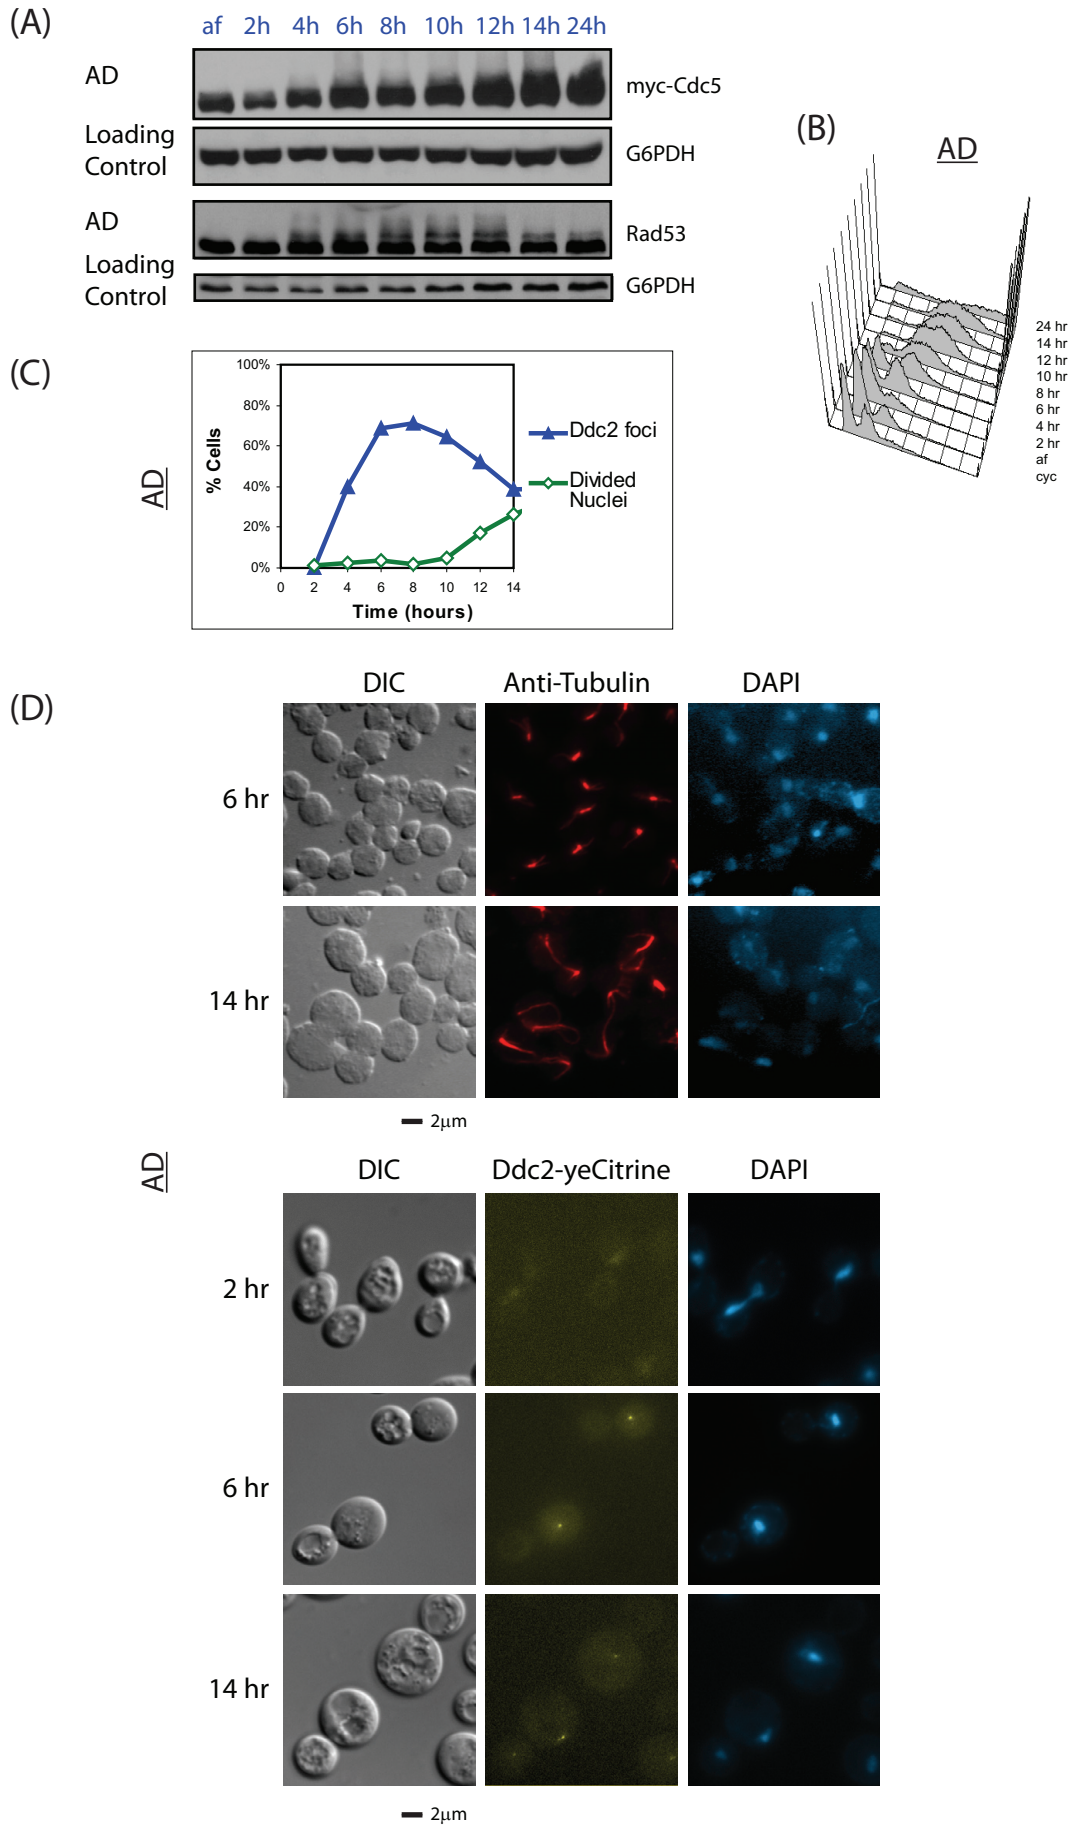 (A)
af 2h 4h 6h 8h 10h 12h 14h 24h
AD
myc-Cdc5
Loading
Control
G6PDH
AD
Rad53
Loading
Control
G6PDH
(B)
AD
24 hr
14 hr
12 hr
10 hr
8 hr
6 hr
4 hr
2 hr
af
cyc
(C)
AD
% Cells
100%
80%
60%
40%
20%
0%
0 2 4 6 8 10 12 14
Time (hours)
Ddc2 foci
Divided
Nuclei
(D)
DIC Anti-Tubulin DAPI
6 hr
14 hr
2μm
AD
DIC Ddc2-yeCitrine DAPI
2 hr
6 hr
14 hr
2μm